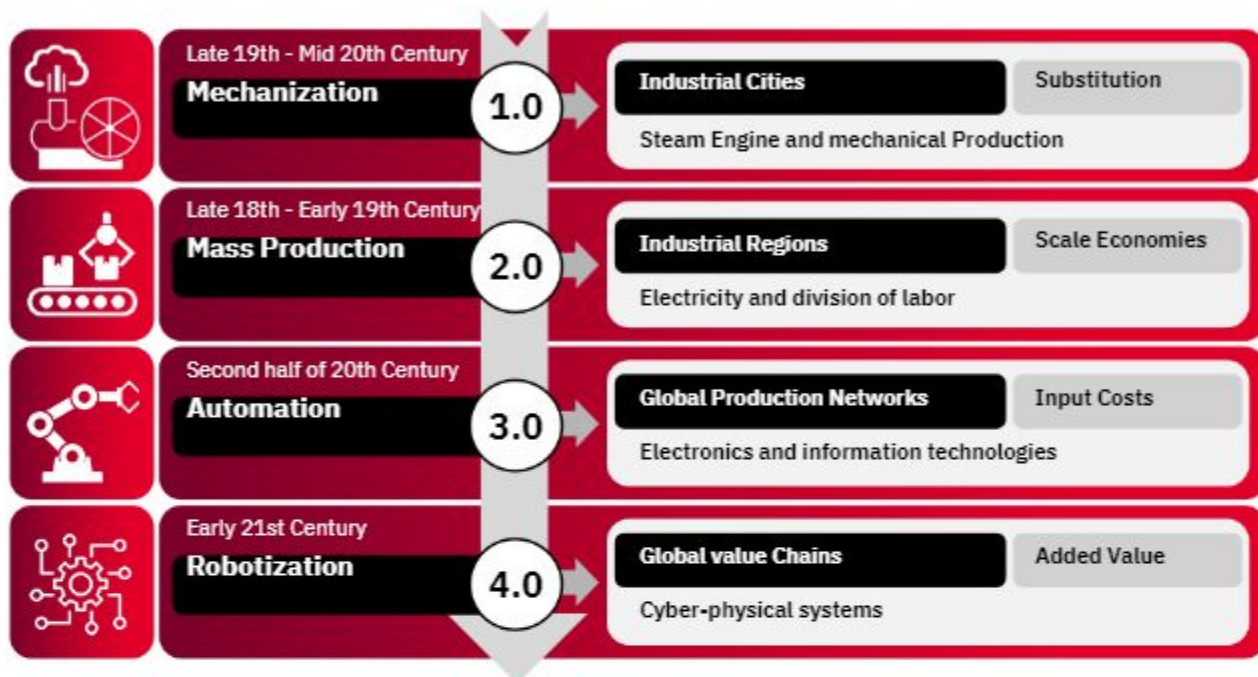 Late 19th - Mid 20th Century
Mechanization
1.0
Industrial Cities
Substitution
Steam Engine and mechanical Production
Late 18th - Early 19th Century
Mass Production
2.0
Industrial Regions
Scale Economies
Electricity and division of labor
Second half of 20th Century
Automation
3.0
Global Production Networks
Input Costs
Electronics and information technologies
Early 21st Century
Robotization
4.0
Global value Chains
Added Value
Cyber-physical systems